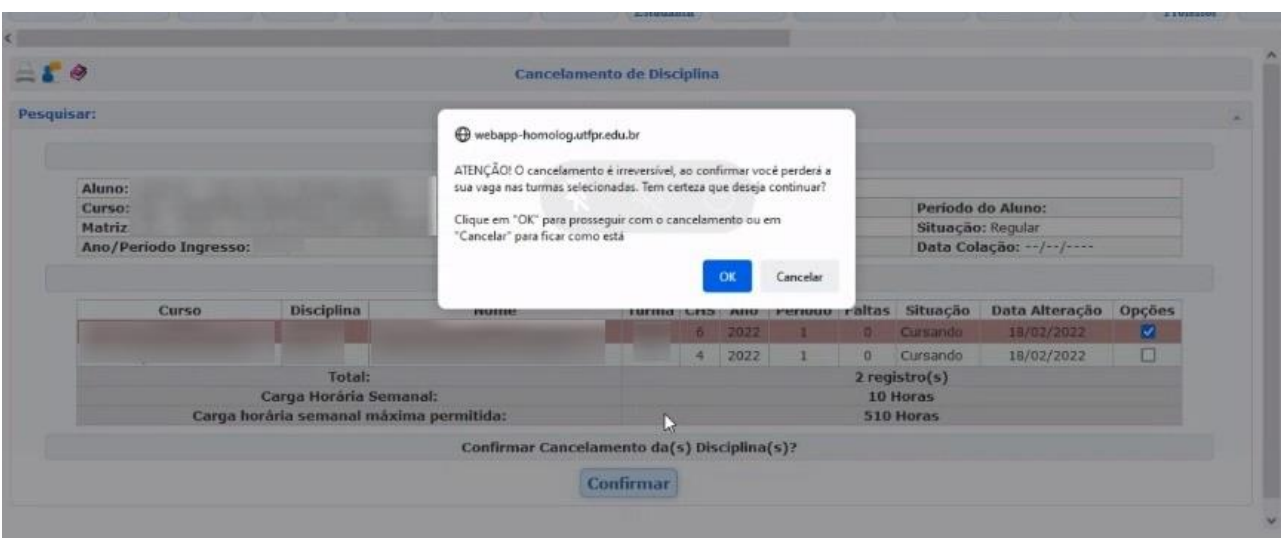 Cancelamento de Disciplina
Pesquisar:
webapp-homolog.utfpr.edu.br
ATENÇÃO! O cancelamento é irreversível, ao confirmar você perderá a
sua vaga nas turmas selecionadas. Tem certeza que deseja continuar?
Clique em "OK" para prosseguir com o cancelamento ou em
"Cancelar" para ficar como está
OK Cancelar
Aluno:
Curso: Período do Aluno:
Matriz Situação: Regular
Ano/Período Ingresso: Data Colação: --/--/----
Curso Disciplina Nome Turma CHS Ano Período Faltas Situação Data Alteração Opções
6 2022 1 0 Cursando 18/02/2022
4 2022 1 0 Cursando 18/02/2022
Total: 2 registro(s)
Carga Horária Semanal: 10 Horas
Carga horária semanal máxima permitida: 510 Horas
Confirmar Cancelamento da(s) Disciplina(s)?
Confirmar